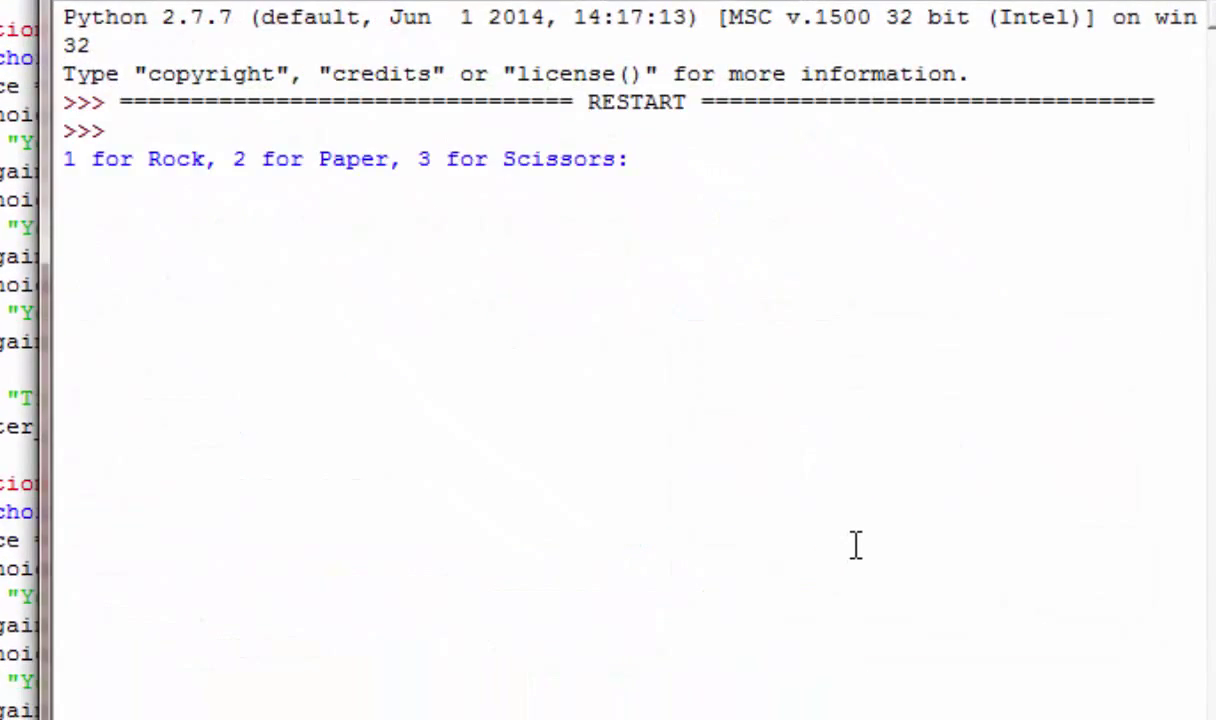 Python 2.7.7 (default, Jun  1 2014, 14:17:13) [MSC v.1500 32 bit (Intel)] on win
32
Type "copyright", "credits" or "license()" for more information.
>>> ================================ RESTART ================================
>>>
1 for Rock, 2 for Paper, 3 for Scissors: